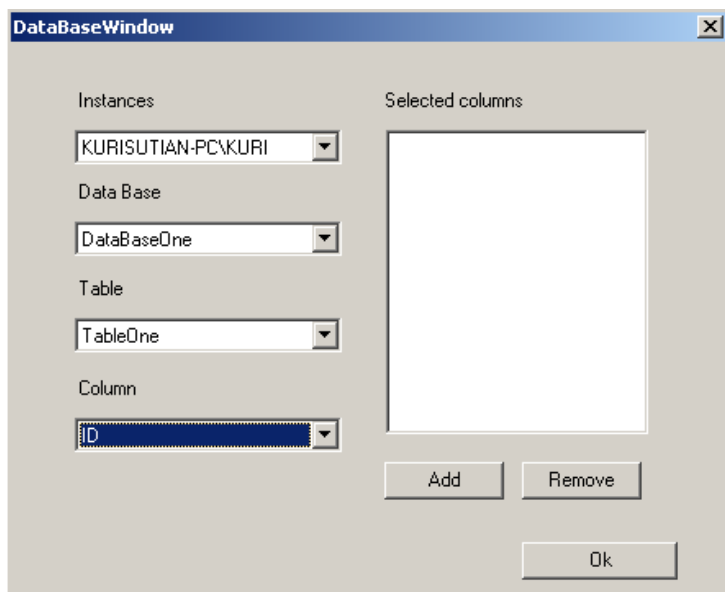 DataBaseWindow
Instances
KURISUTIAN-PC\KURI
Data Base
DataBaseOne
Table
TableOne
Column
ID
Selected columns
Add
Remove
Ok